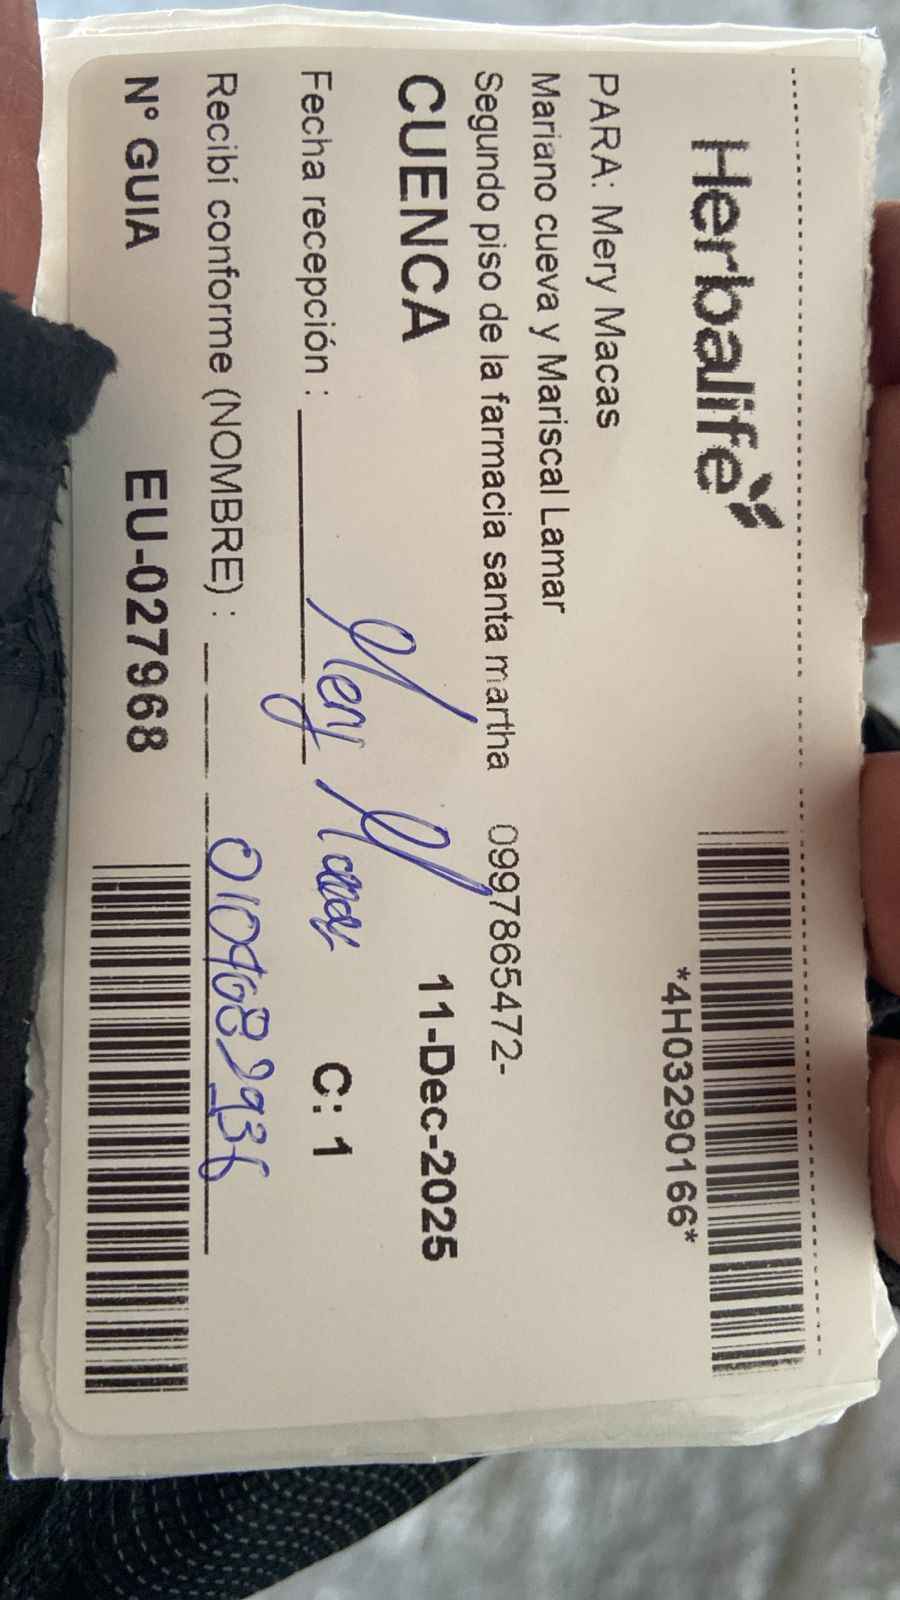 Herbalife
*4H03290166*
PARA: Mery Macas
Mariano cueva y Mariscal Lamar
Segundo piso de la farmacia santa martha 0997865472-
CUENCA 11-Dec-2025
Fecha recepción : Mery Macas C: 1
Recibí conforme (NOMBRE) :
N° GUIA EU-027968